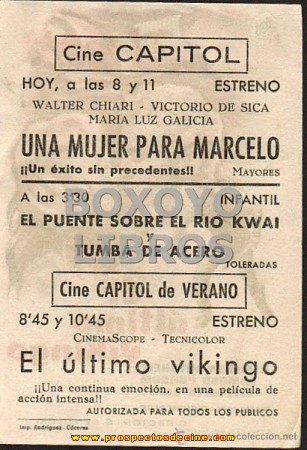 Cine CAPITOL
HOY, a las 8 y 11 ESTRENO
WALTER CHIARI - VICTORIO DE SICA
MARIA LUZ GALICIA
UNA MUJER PARA MARCELO
¡¡Un éxito sin precedentes!! MAYORES
A las 3'30 INFANTIL
EL PUENTE SOBRE EL RIO KWAI
y
TUMBA DE ACERO
TOLERADAS
BOXOYO
LIBROS
Cine CAPITOL de VERANO
8'45 y 10'45 ESTRENO
CINEMASCOPE - TECNICOLOR
El último vikingo
¡¡Una continua emoción, en una película de
acción intensa!!
AUTORIZADA PARA TODOS LOS PUBLICOS
Imp. Rodríguez - Cáceres
www.prospectosdecine.com
todocoleccion.net